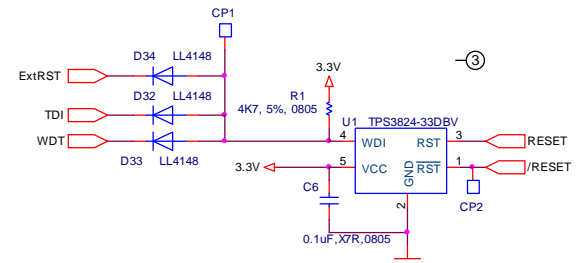 CP1
D34 LL4148
ExtRST
3.3V
3
D32 LL4148
R1
4K7, 5%, 0805
TDI
U1 TPS3824-33DBV
WDT
4 WDI RST 3 RESET
D33 LL4148
3.3V 5 VCC GND RST 1 /RESET
C6
2
CP2
0.1uF,X7R,0805